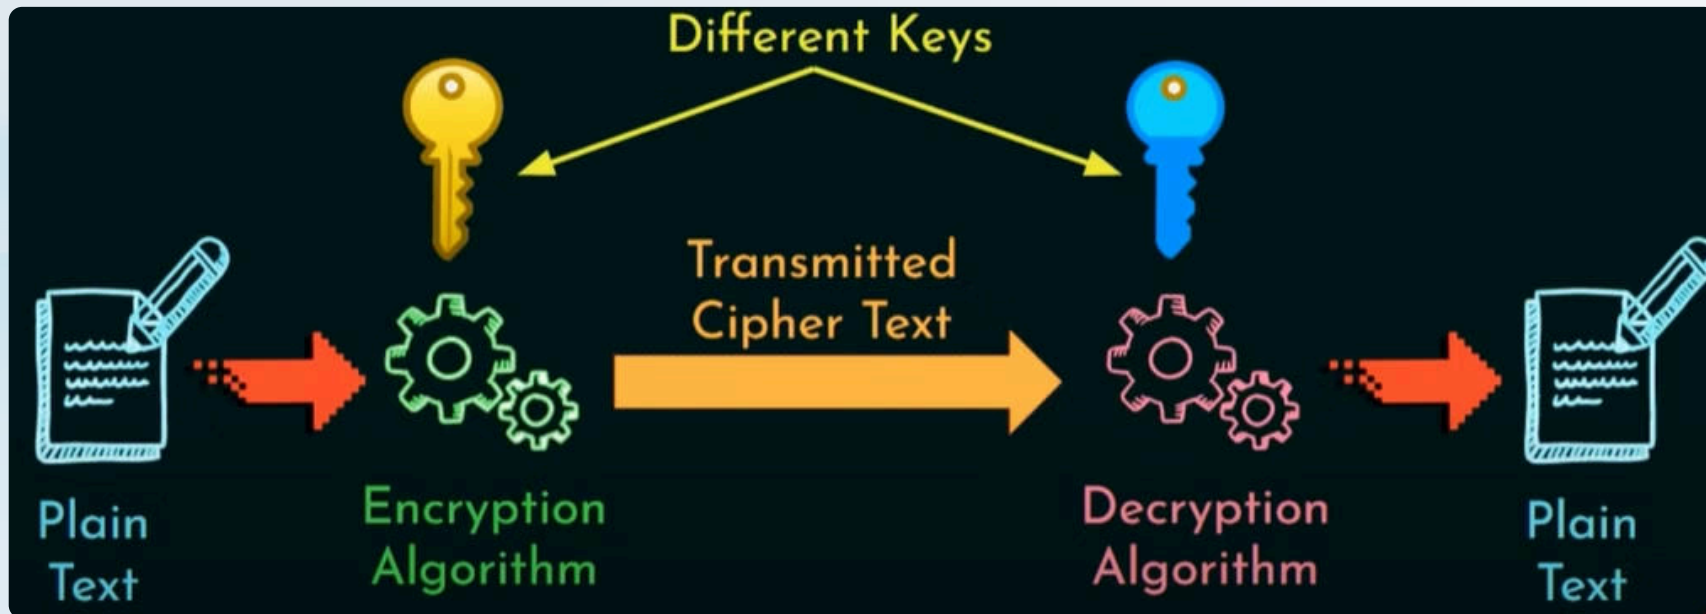 Different Keys
Transmitted
Cipher Text
Plain
Text
Encryption
Algorithm
Decryption
Algorithm
Plain
Text